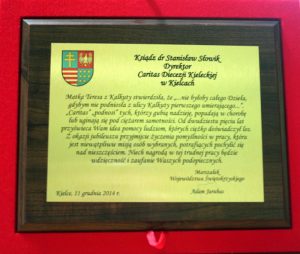 Ksiądz dr Stanisław Słowik
Dyrektor
Caritas Diecezji Kieleckiej
w Kielcach
Matka Teresa z Kalkuty stwierdziła, że „...nie byłoby całego Dzieła,
gdybym nie podniosła z ulicy Kalkuty pierwszego umierającego...".
„Caritas" „podnosi" tych, którzy gubią nadzieję, popadają w chorobę
lub uginają się pod ciężarem samotności. Od dwudziestu pięciu lat
przyświeca Wam idea pomocy ludziom, których ciężko doświadczył los.
Z okazji jubileuszu przyjmijcie życzenia pomyślności w pracy, która
jest niewątpliwie misją osób wybranych, potrafiących pochylić się
nad nieszczęściem. Niech nagrodą w tej trudnej pracy będzie
wdzięczność i zaufanie Waszych podopiecznych.
Marszałek
Województwa Świętokrzyskiego
Kielce, 11 grudnia 2014 r.
Adam Jarubas